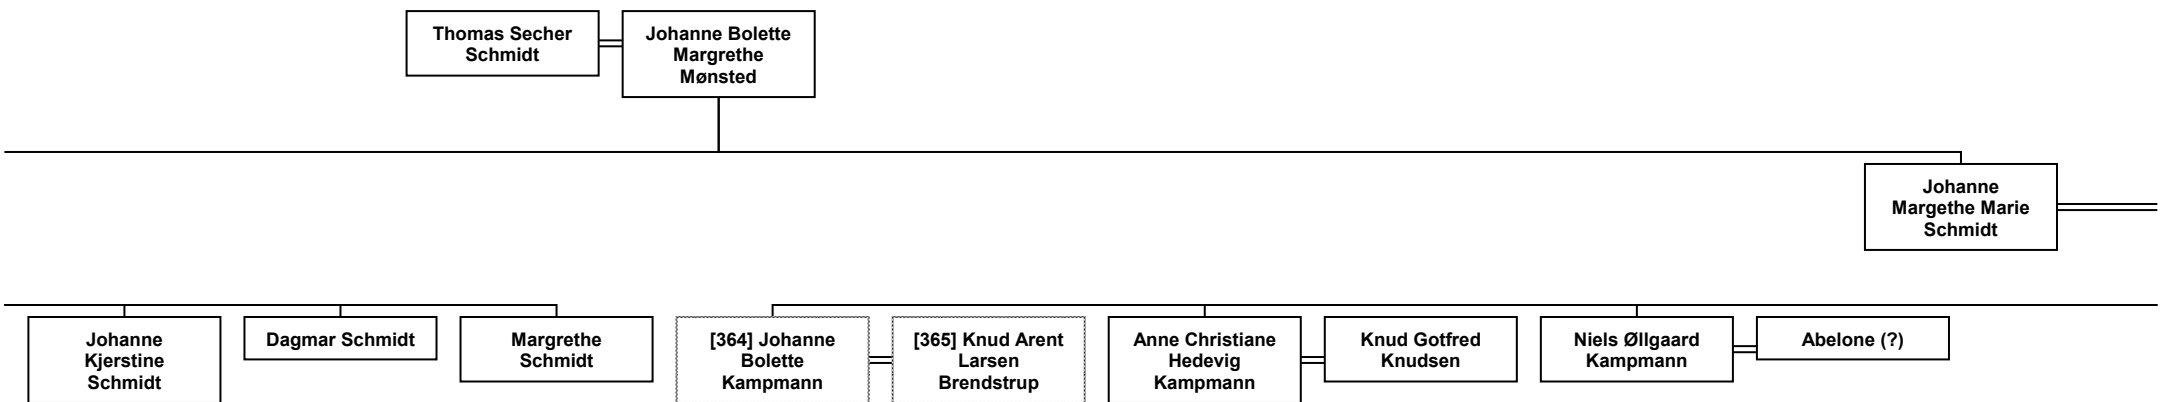 Thomas Secher
Schmidt
Johanne Bolette
Margrethe
Mønsted
Johanne
Margethe Marie
Schmidt
Johanne
Kjerstine
Schmidt
Dagmar Schmidt
Margrethe
Schmidt
[364] Johanne
Bolette
Kampmann
[365] Knud Arent
Larsen
Brendstrup
Anne Christiane
Hedevig
Kampmann
Knud Gotfred
Knudsen
Niels Øllgaard
Kampmann
Abelone (?)